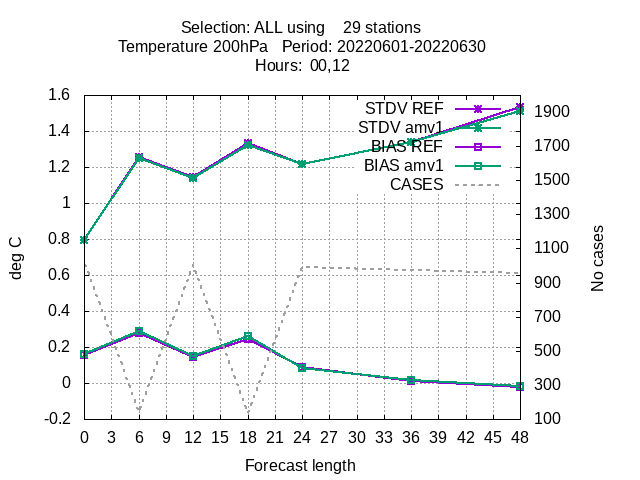 Selection: ALL using    29 stations
Temperature 200hPa   Period: 20220601-20220630
Hours:  00,12
STDV REF
STDV amv1
BIAS REF
BIAS amv1
CASES
1.6
1.4
1.2
1
0.8
0.6
0.4
0.2
0
-0.2
deg C
1900
1700
1500
1300
1100
900
700
500
300
100
No cases
0 3 6 9 12 15 18 21 24 27 30 33 36 39 42 45 48
Forecast length